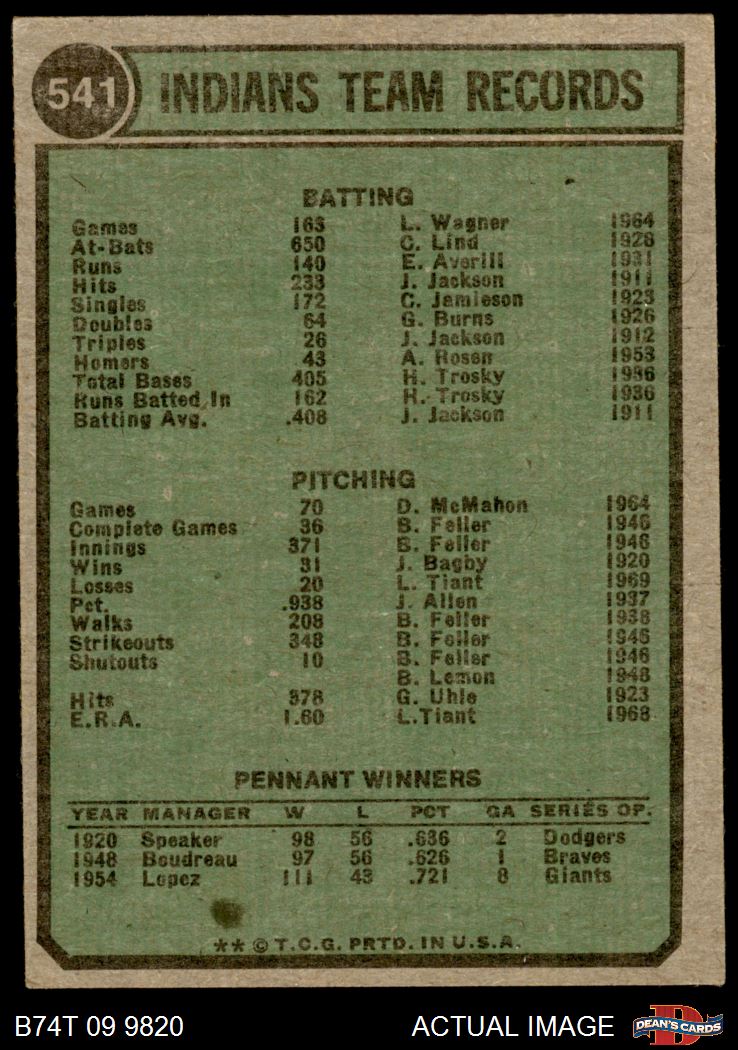 541 INDIANS TEAM RECORDS
BATTING
Games 163 L. Wagner 1964
At-Bats 650 C. Lind 1928
Runs 140 E. Averill 1931
Hits 233 J. Jackson 1911
Singles 172 C. Jamieson 1923
Doubles 64 G. Burns 1926
Triples 26 J. Jackson 1912
Homers 43 A. Rosen 1953
Total Bases 405 H. Trosky 1936
Runs Batted In 162 H. Trosky 1936
Batting Avg. .408 J. Jackson 1911
PITCHING
Games 70 D. McMahon 1964
Complete Games 36 B. Feller 1946
Innings 371 B. Feller 1946
Wins 31 J. Bagby 1920
Losses 20 L. Tiant 1969
Pct. .938 J. Allen 1937
Walks 208 B. Feller 1938
Strikeouts 348 B. Feller 1946
Shutouts 10 B. Feller 1946
B. Lemon 1948
Hits 378 G. Uhle 1923
E.R.A. 1.60 L.Tiant 1968
PENNANT WINNERS
YEAR MANAGER W L PCT GA SERIES OP.
1920 Speaker 98 56 .636 2 Dodgers
1948 Boudreau 97 56 .626 1 Braves
1954 Lopez 111 43 .721 8 Giants
** © T.C.G. PRTD. IN U.S.A.
B74T 09 9820 ACTUAL IMAGE DEAN'S CARDS